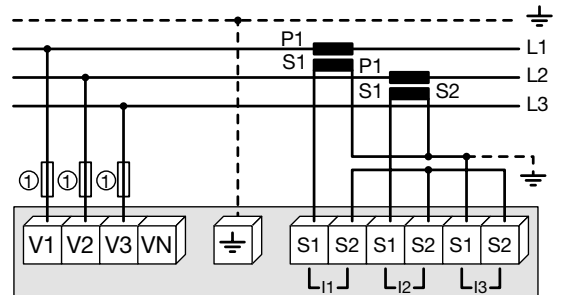 P1
L1
S1
P1
L2
S1 S2
L3
① ① ①
V1 V2 V3 VN S1 S2 S1 S2 S1 S2
I1 I2 I3